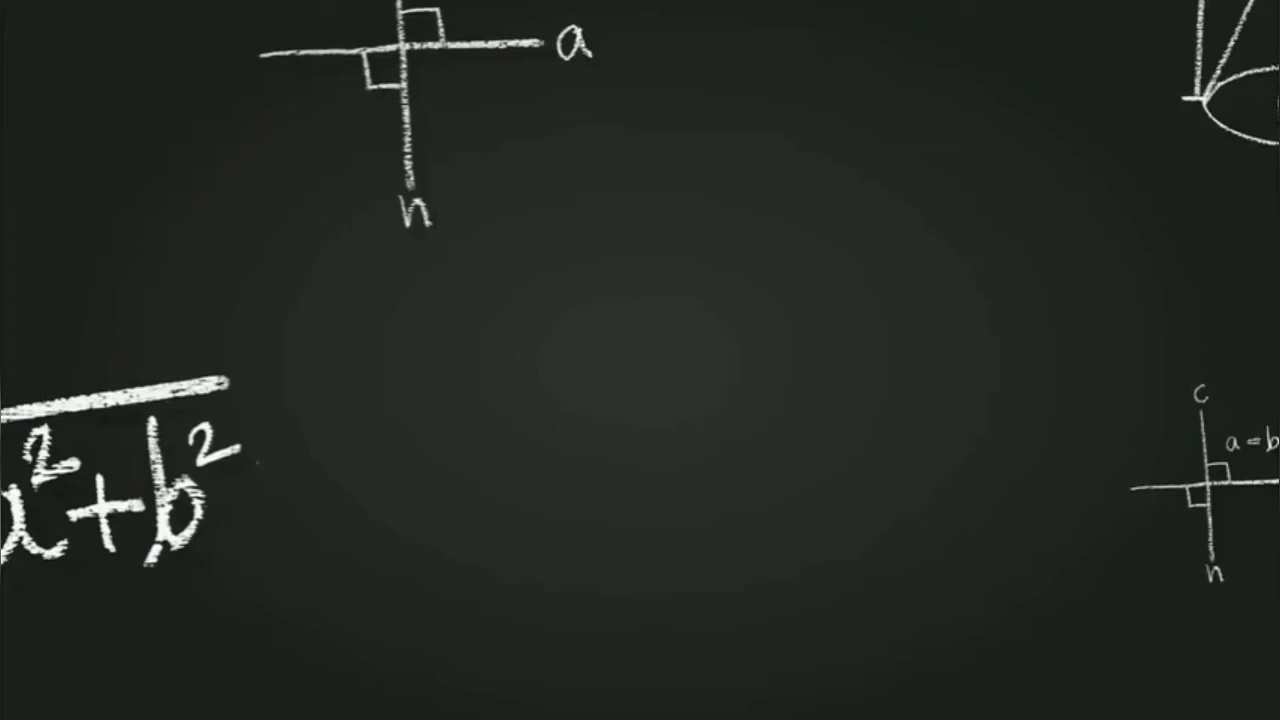 a
n
c
a = b
a² + b²
n